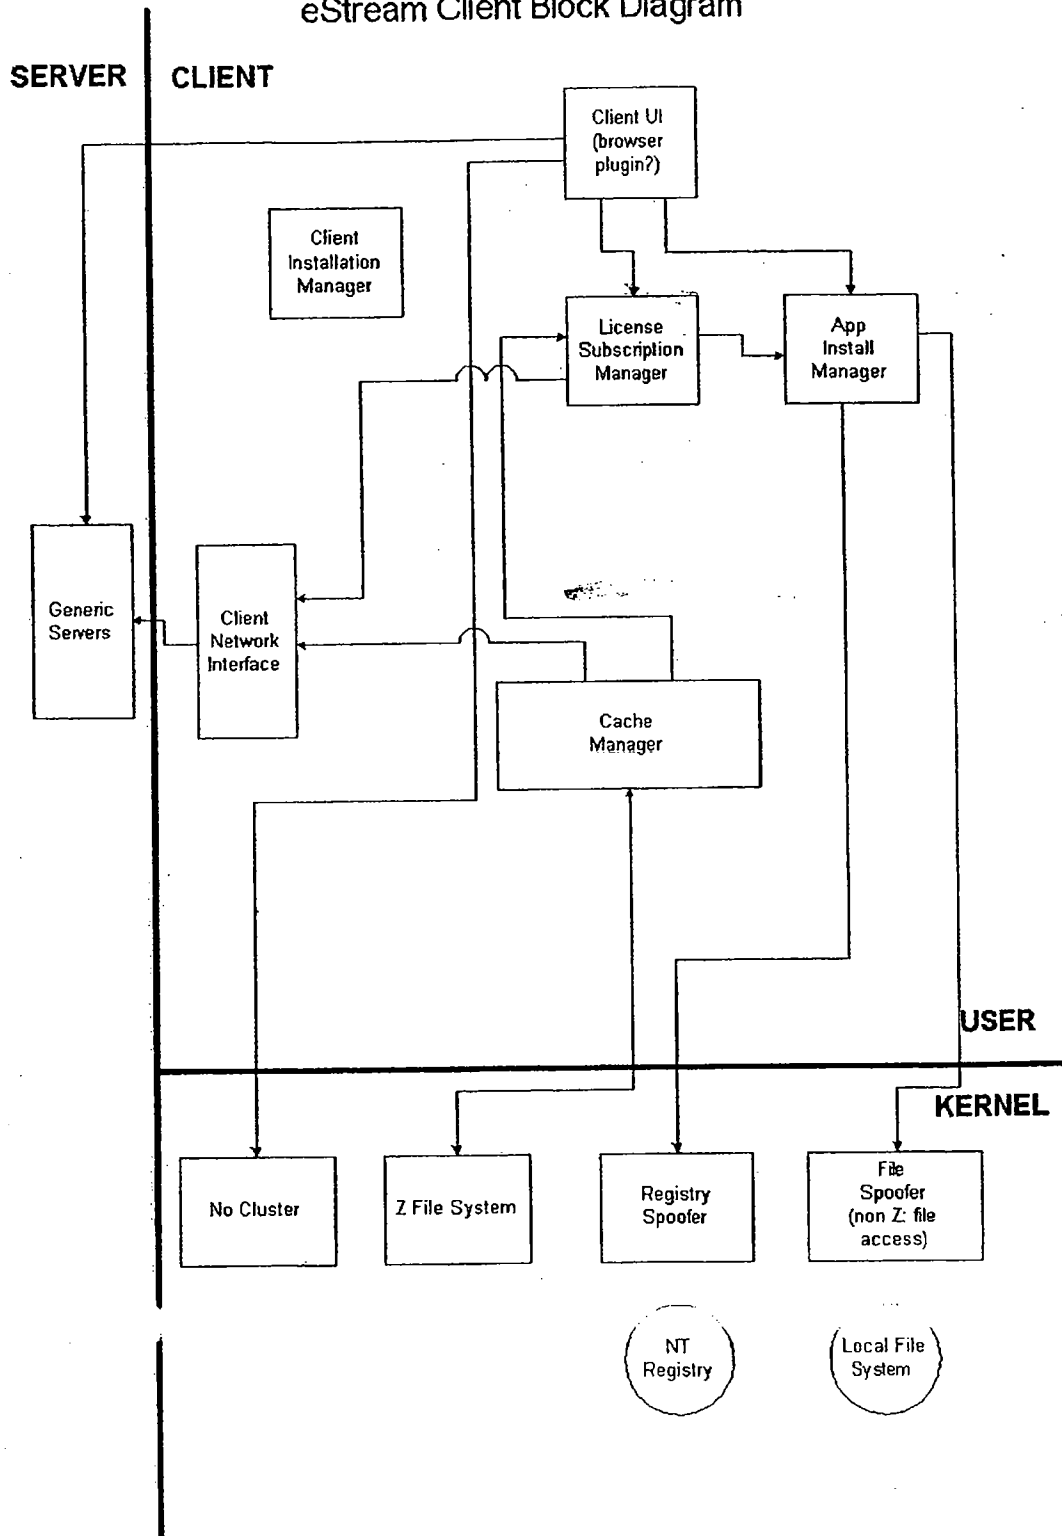 eStream Client Block Diagram
SERVER
CLIENT
Client UI
(browser
plugin?)
Client
Installation
Manager
License
Subscription
Manager
App
Install
Manager
Generic
Servers
Client
Network
Interface
Cache
Manager
USER
KERNEL
No Cluster
Z File System
Registry
Spoofer
File
Spoofer
(non Z: file
access)
NT
Registry
Local File
System